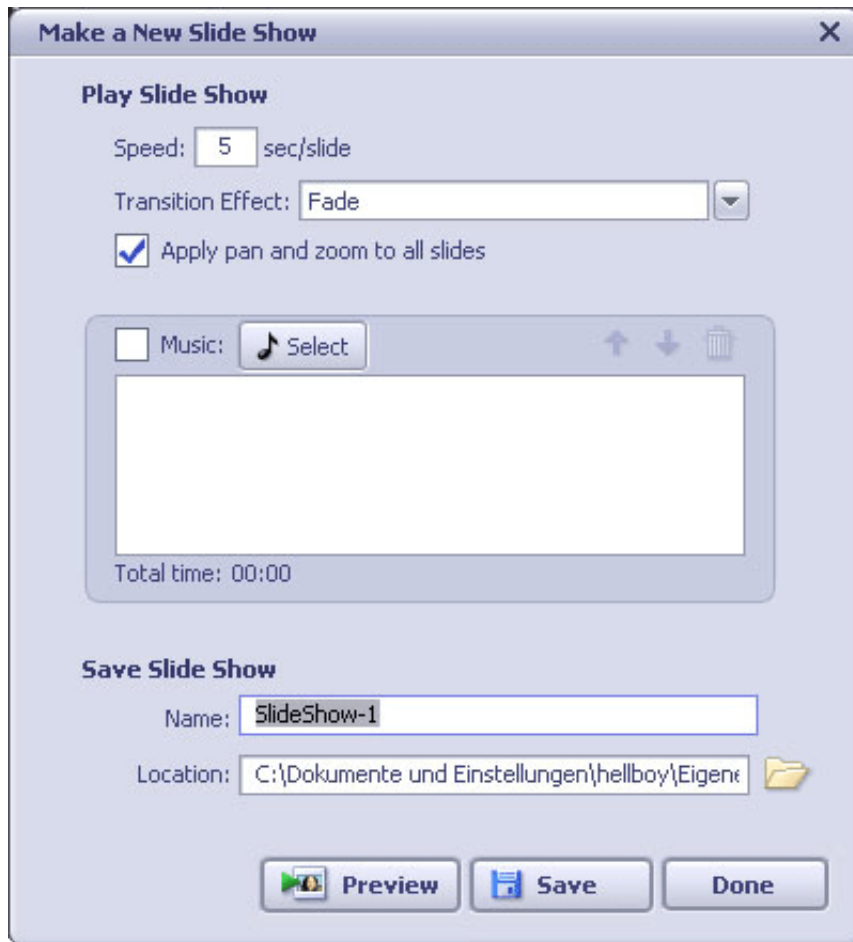 Make a New Slide Show
Play Slide Show
Speed: 5 sec/slide
Transition Effect: Fade
Apply pan and zoom to all slides
Music: Select
Total time: 00:00
Save Slide Show
Name: SlideShow-1
Location: C:\Dokumente und Einstellungen\hellboy\Eigene
Preview Save Done